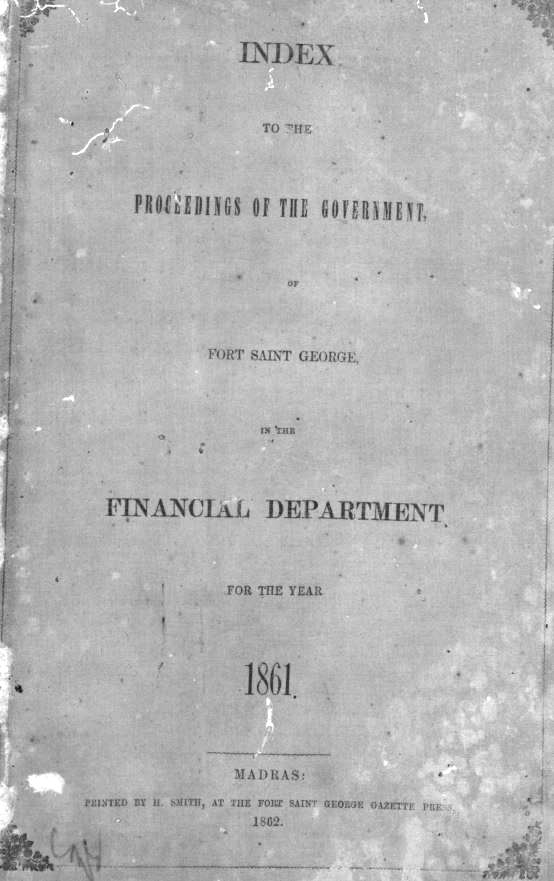 INDEX
TO THE
PROCEEDINGS OF THE GOVERNMENT,
OF
FORT SAINT GEORGE,
IN THE
FINANCIAL DEPARTMENT
FOR THE YEAR
1861.
MADRAS:
PRINTED BY H. SMITH, AT THE FORT SAINT GEORGE GAZETTE PRESS.
1862.